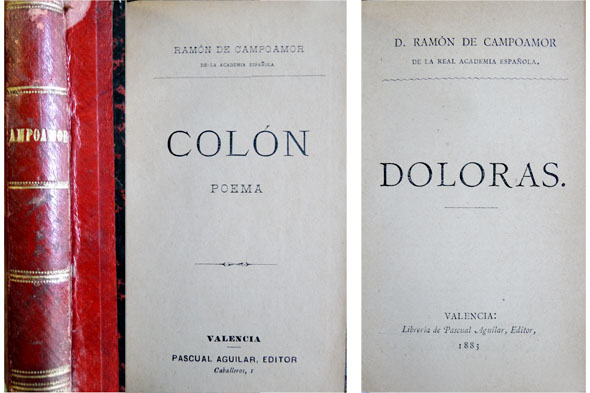 CAMPOAMOR
RAMÓN DE CAMPOAMOR
DE LA ACADEMIA ESPAÑOLA
COLÓN
POEMA
VALENCIA
PASCUAL AGUILAR, EDITOR
Caballeros, 1
D. RAMÓN DE CAMPOAMOR
DE LA REAL ACADEMIA ESPAÑOLA.
DOLORAS.
VALENCIA:
Librería de Pascual Aguilar, Editor,
1883